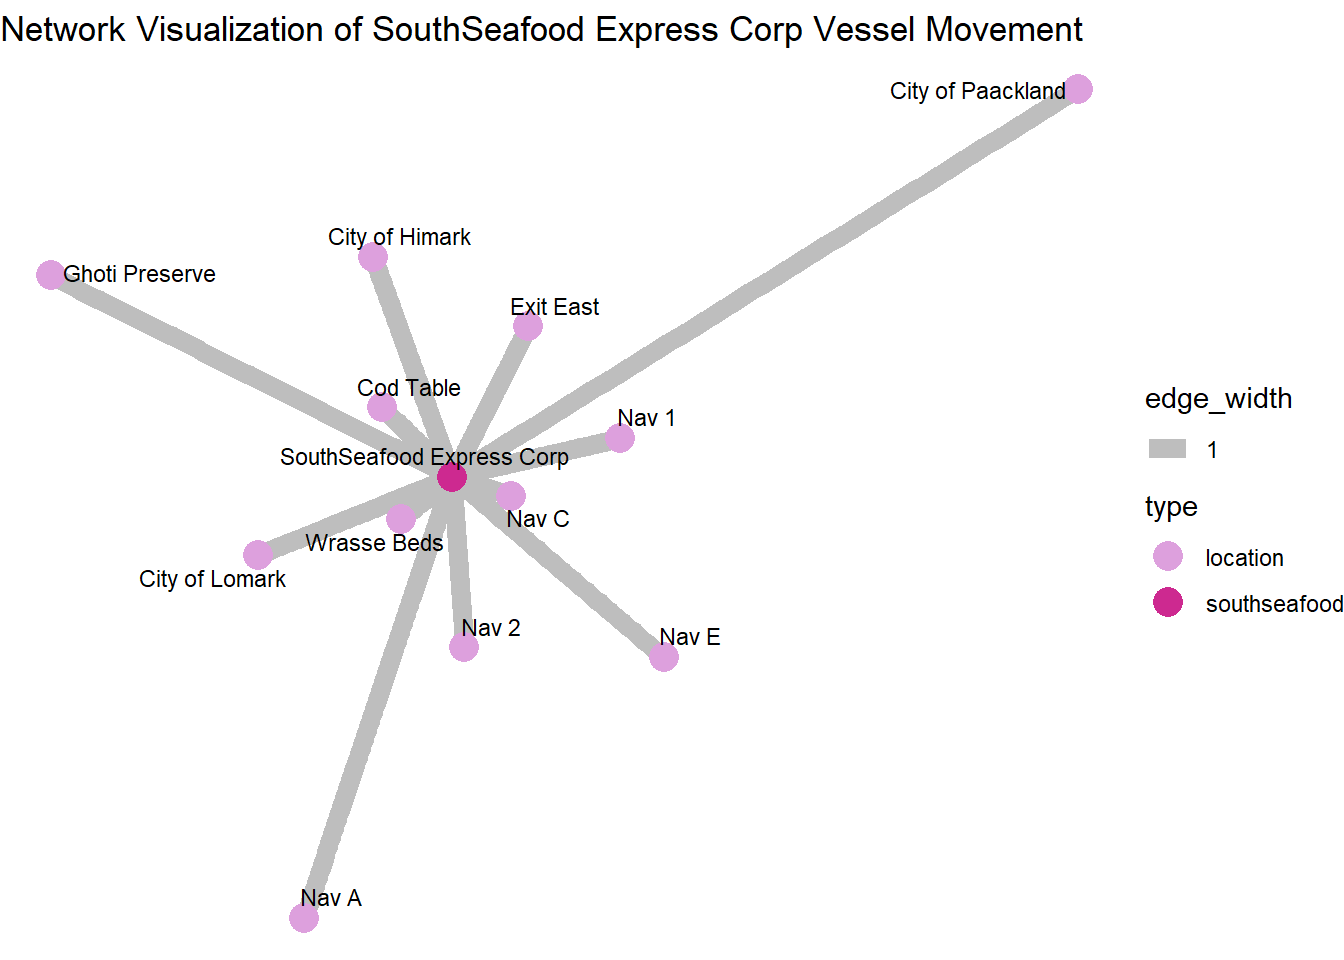 Network Visualization of SouthSeafood Express Corp Vessel Movement
City of Paackland
City of Himark
Ghoti Preserve
Exit East
Cod Table
Nav 1
SouthSeafood Express Corp
Nav C
Wrasse Beds
City of Lomark
Nav 2
Nav E
Nav A
edge_width
1
type
location
southseafood